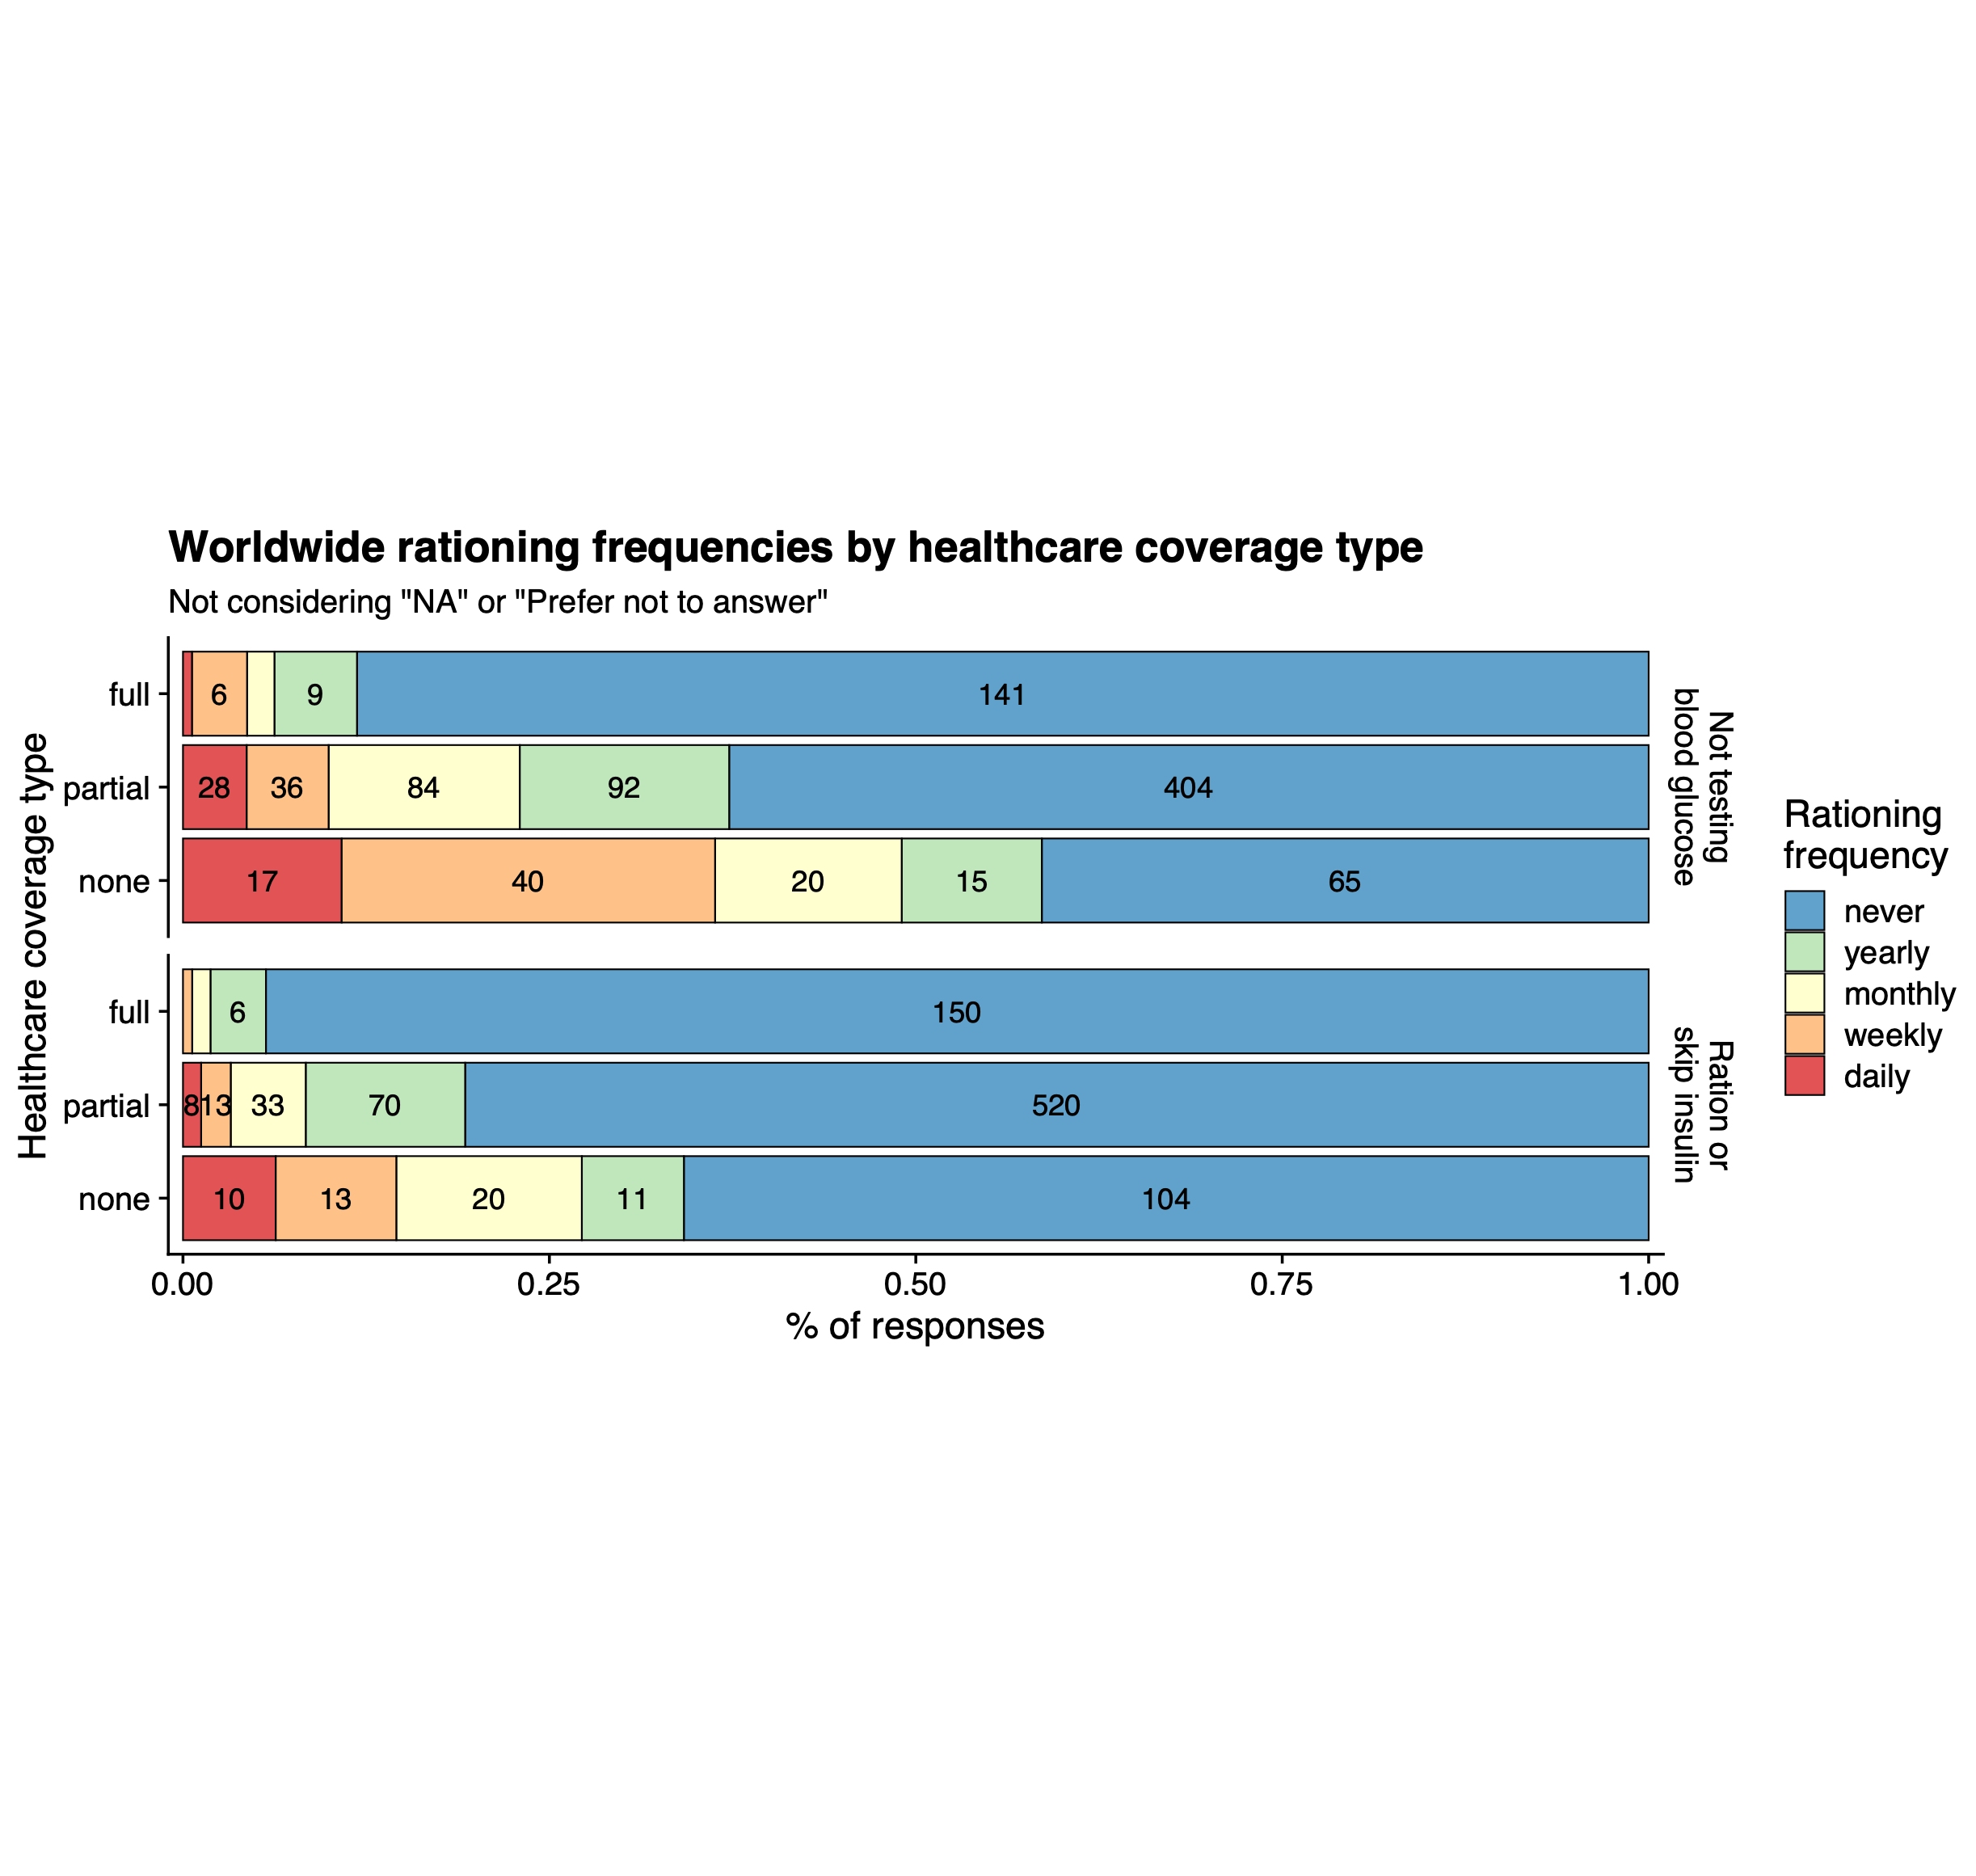 Worldwide rationing frequencies by healthcare coverage type
Not considering "NA" or "Prefer not to answer"
Healthcare coverage type
full
6
9
141
partial
28
36
84
92
404
none
17
40
20
15
65
Not testing
blood glucose
full
6
150
partial
8
13
33
70
520
none
10
13
20
11
104
Ration or
skip insulin
0.00
0.25
0.50
0.75
1.00
% of responses
Rationing
frequency
never
yearly
monthly
weekly
daily